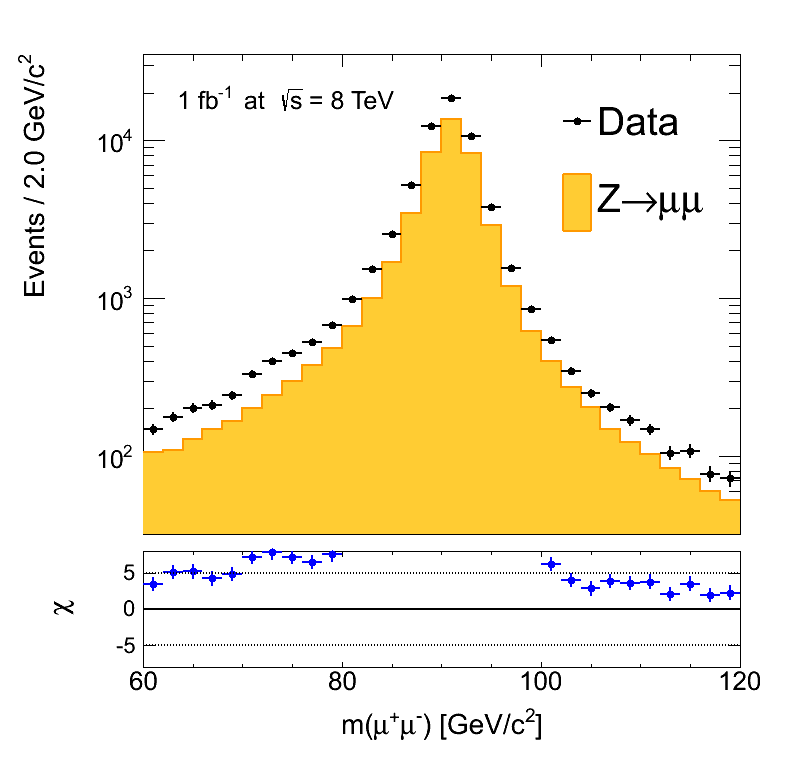 Events / 2.0 GeV/c²
1 fb⁻¹ at √s = 8 TeV
Data
Z→μμ
10⁴
10³
10²
χ
5
0
-5
60 80 100 120
m(μ⁺μ⁻) [GeV/c²]